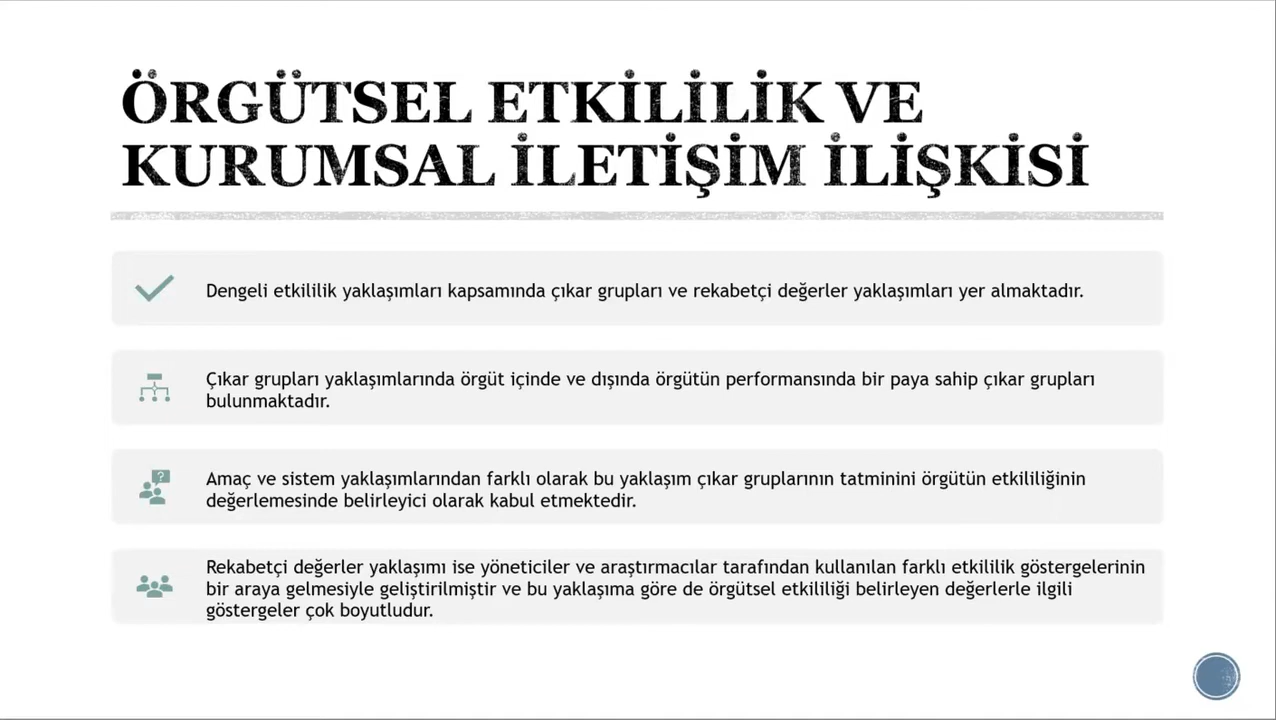 ÖRGÜTSEL ETKİLİLİK VE
KURUMSAL İLETİŞİM İLİŞKİSİ
Dengeli etkililik yaklaşımları kapsamında çıkar grupları ve rekabetçi değerler yaklaşımları yer almaktadır.
Çıkar grupları yaklaşımlarında örgüt içinde ve dışında örgütün performansında bir paya sahip çıkar grupları
bulunmaktadır.
Amaç ve sistem yaklaşımlarından farklı olarak bu yaklaşım çıkar gruplarının tatminini örgütün etkililiğinin
değerlemesinde belirleyici olarak kabul etmektedir.
Rekabetçi değerler yaklaşımı ise yöneticiler ve araştırmacılar tarafından kullanılan farklı etkililik göstergelerinin
bir araya gelmesiyle geliştirilmiştir ve bu yaklaşıma göre de örgütsel etkililiği belirleyen değerlerle ilgili
göstergeler çok boyutludur.